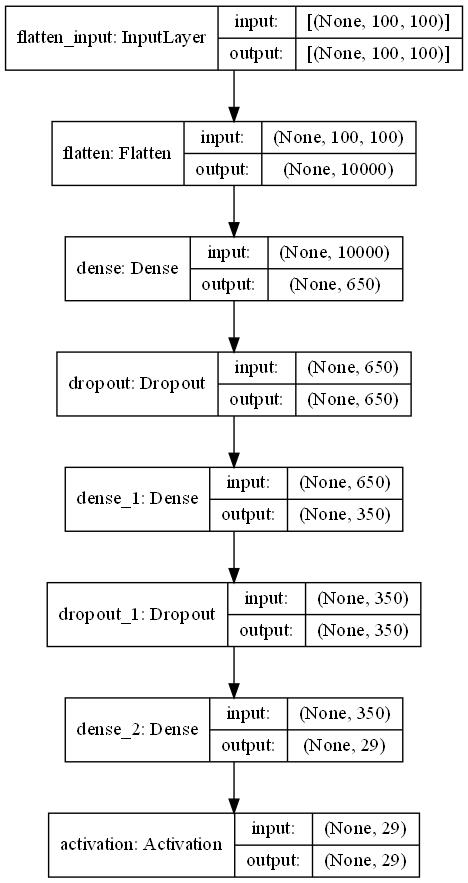 flatten_input: InputLayer
input:
[(None, 100, 100)]
output:
[(None, 100, 100)]
flatten: Flatten
input:
(None, 100, 100)
output:
(None, 10000)
dense: Dense
input:
(None, 10000)
output:
(None, 650)
dropout: Dropout
input:
(None, 650)
output:
(None, 650)
dense_1: Dense
input:
(None, 650)
output:
(None, 350)
dropout_1: Dropout
input:
(None, 350)
output:
(None, 350)
dense_2: Dense
input:
(None, 350)
output:
(None, 29)
activation: Activation
input:
(None, 29)
output:
(None, 29)